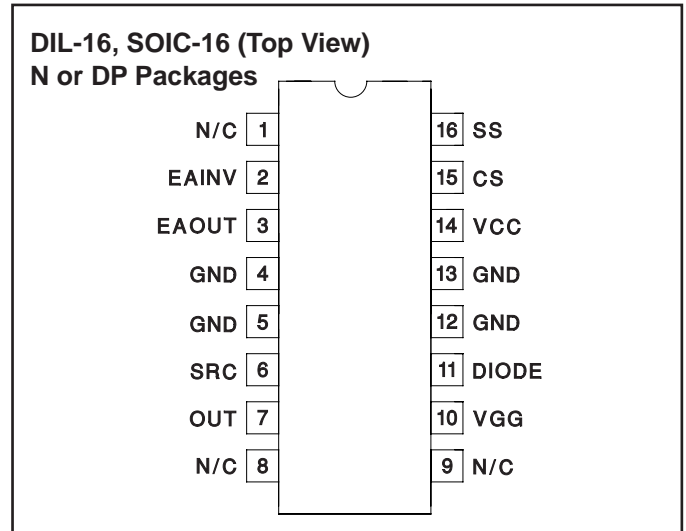 DIL-16, SOIC-16 (Top View)
N or DP Packages
N/C 1 16 SS
EAINV 2 15 CS
EAOUT 3 14 VCC
GND 4 13 GND
GND 5 12 GND
SRC 6 11 DIODE
OUT 7 10 VGG
N/C 8 9 N/C